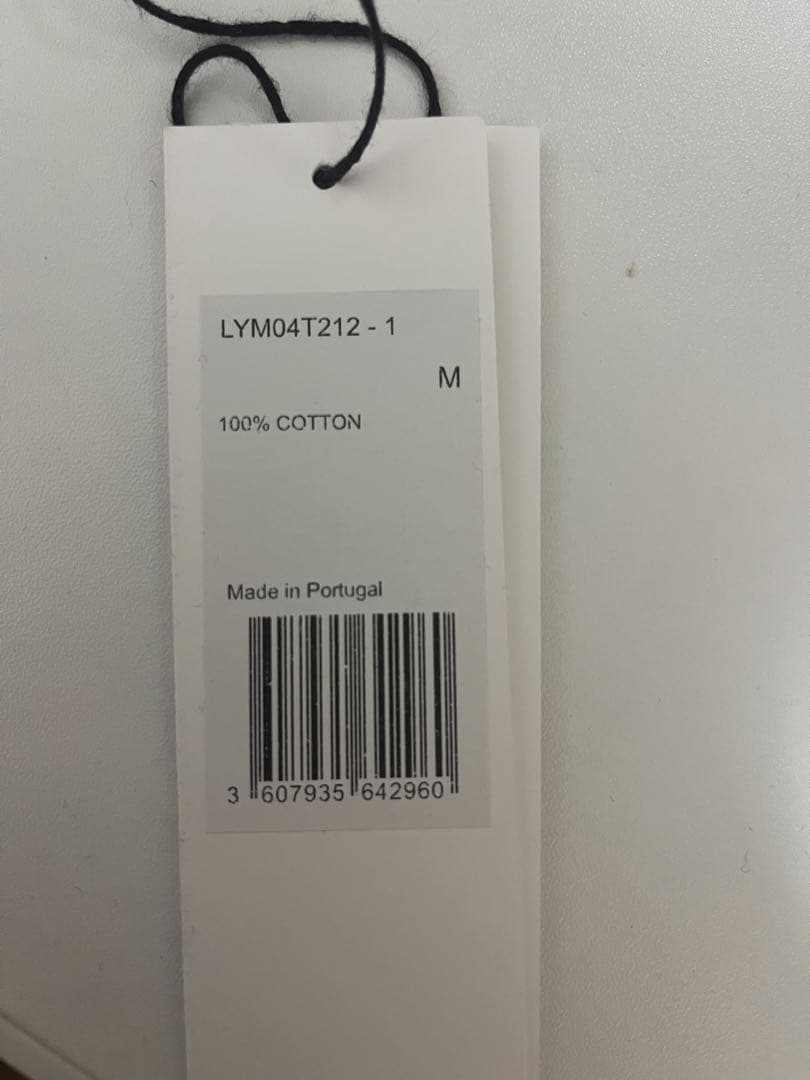 LYM04T212 - 1
M
100% COTTON
Made in Portugal
3 607935 642960